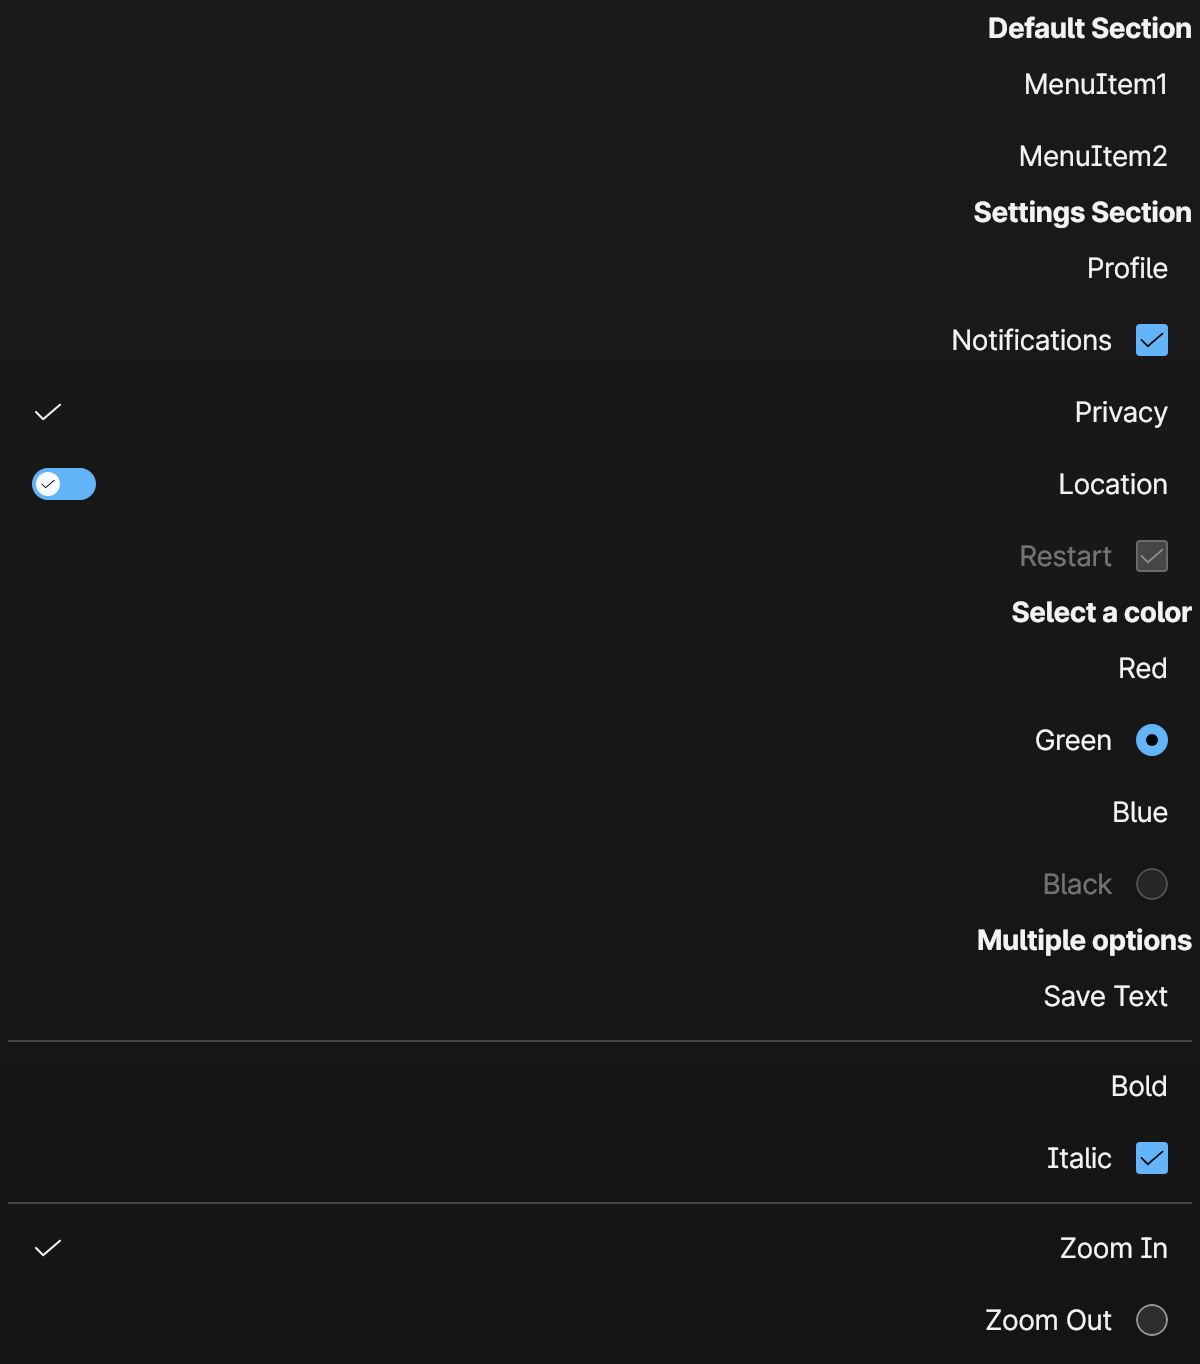 Default Section
MenuItem1
MenuItem2
Settings Section
Profile
Notifications
Privacy
Location
Restart
Select a color
Red
Green
Blue
Black
Multiple options
Save Text
Bold
Italic
Zoom In
Zoom Out